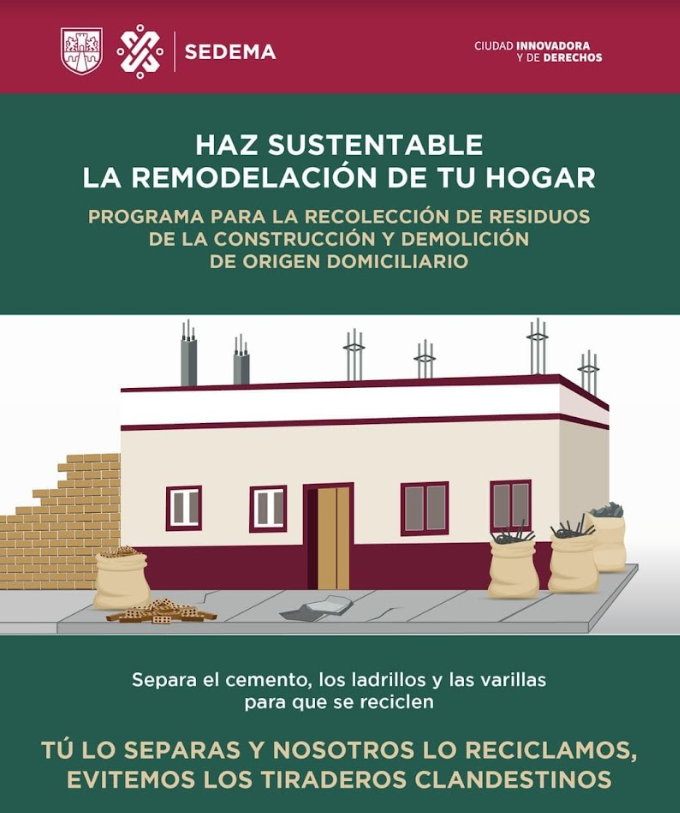 SEDEMA
CIUDAD INNOVADORA
Y DE DERECHOS
HAZ SUSTENTABLE
LA REMODELACIÓN DE TU HOGAR
PROGRAMA PARA LA RECOLECCIÓN DE RESIDUOS
DE LA CONSTRUCCIÓN Y DEMOLICIÓN
DE ORIGEN DOMICILIARIO
Separa el cemento, los ladrillos y las varillas
para que se reciclen
TÚ LO SEPARAS Y NOSOTROS LO RECICLAMOS,
EVITEMOS LOS TIRADEROS CLANDESTINOS